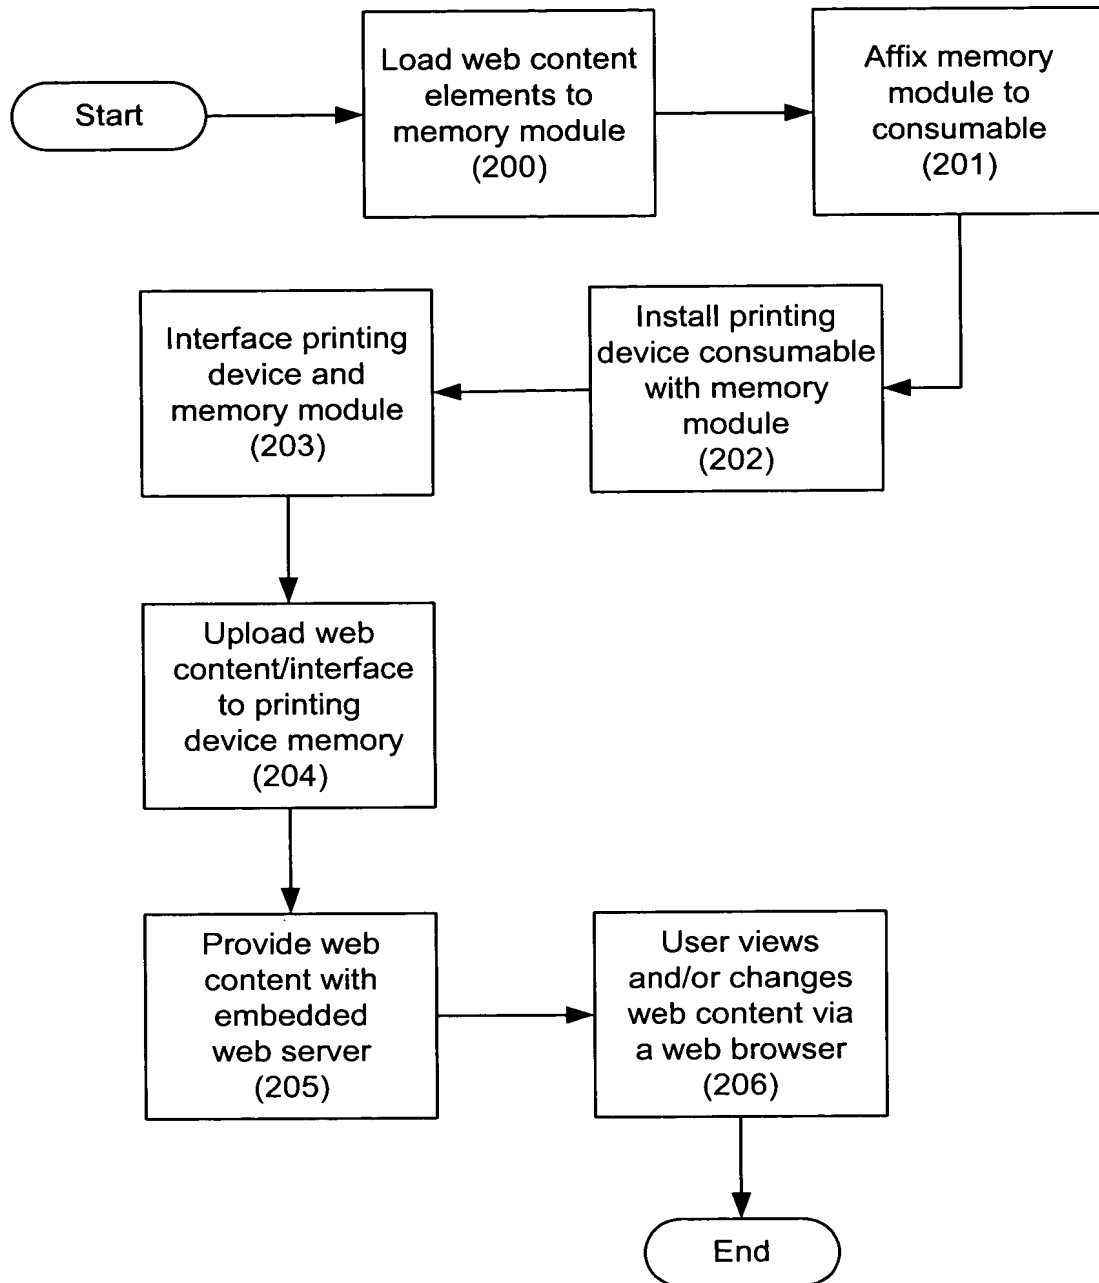 Start
Load web content
elements to
memory module
(200)
Affix memory
module to
consumable
(201)
Install printing
device consumable
with memory
module
(202)
Interface printing
device and
memory module
(203)
Upload web
content/interface
to printing
device memory
(204)
Provide web
content with
embedded
web server
(205)
User views
and/or changes
web content via
a web browser
(206)
End